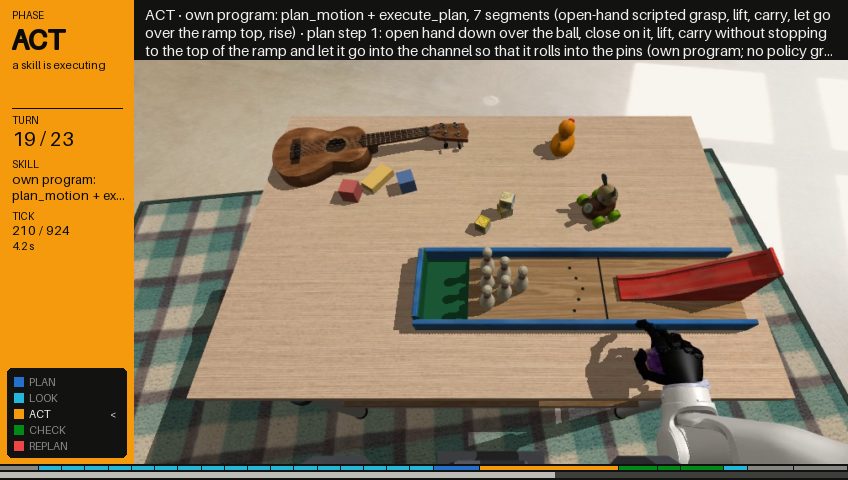 PHASE
ACT
a skill is executing
TURN
19 / 23
SKILL
own program:
plan_motion + ex...
TICK
210 / 924
4.2 s
PLAN
LOOK
ACT <
CHECK
REPLAN
ACT · own program: plan_motion + execute_plan, 7 segments (open-hand scripted grasp, lift, carry, let go
over the ramp top, rise) · plan step 1: open hand down over the ball, close on it, lift, carry without stopping
to the top of the ramp and let it go into the channel so that it rolls into the pins (own program; no policy gr...